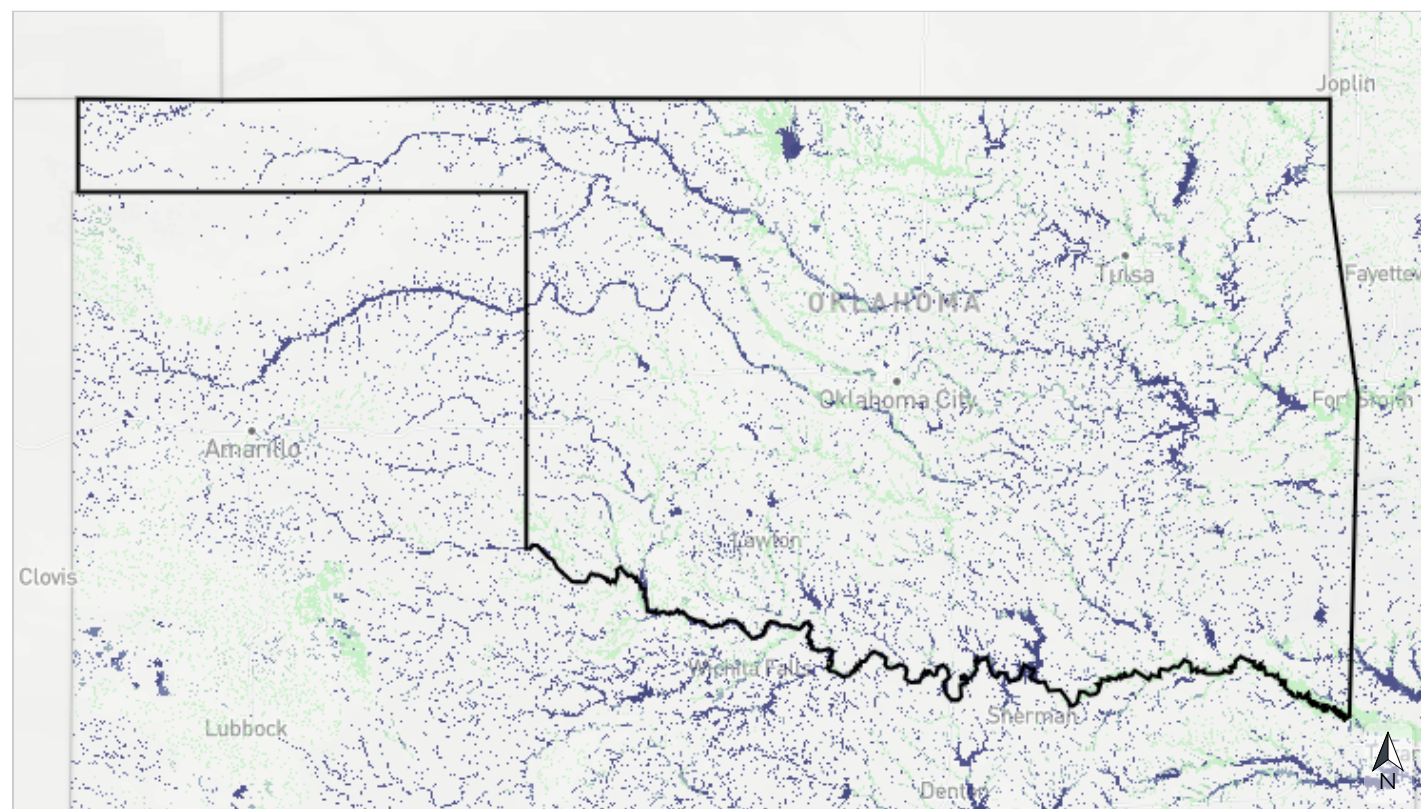 Joplin
Tulsa
Fayettev
OKLAHOMA
Oklahoma City
Fort Smith
Amarillo
Lawton
Clovis
Wichita Falls
Sherman
Lubbock
Denton
N